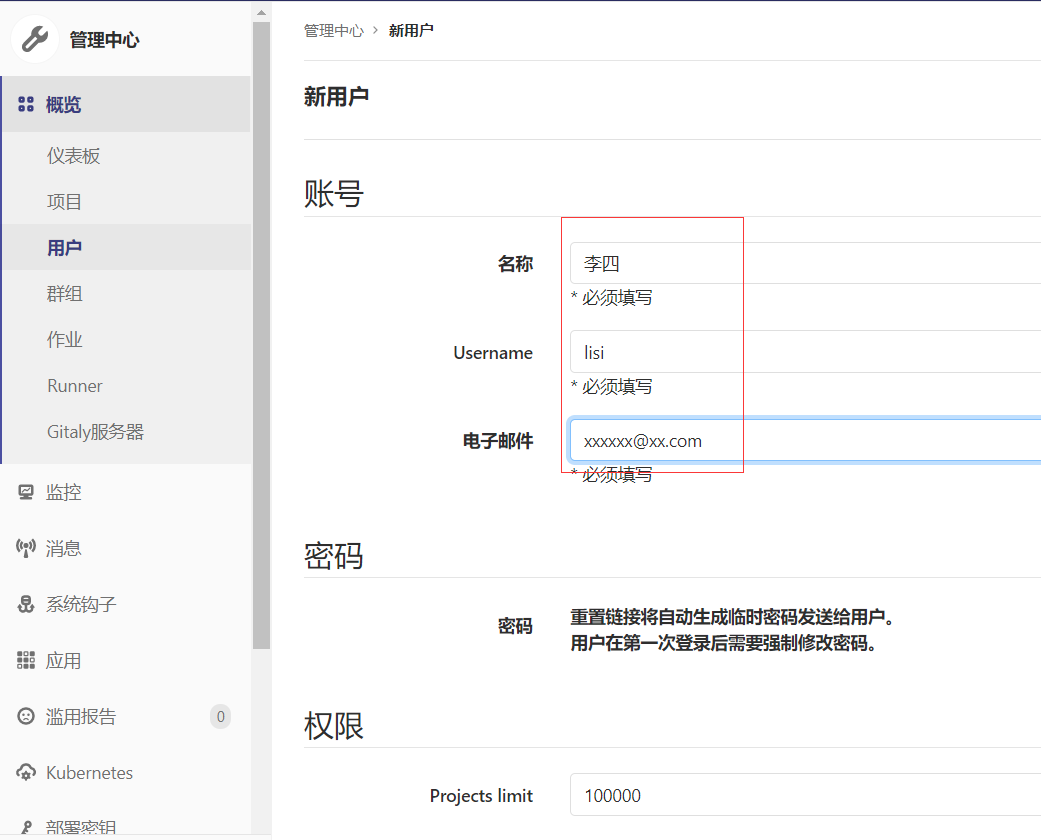 管理中心
概览
仪表板
项目
用户
群组
作业
Runner
Gitaly服务器
监控
消息
系统钩子
应用
滥用报告 0
Kubernetes
部署密钥
管理中心 › 新用户
新用户
账号
名称 李四
* 必须填写
Username lisi
* 必须填写
电子邮件 xxxxxx@xx.com
* 必须填写
密码
密码 重置链接将自动生成临时密码发送给用户。
用户在第一次登录后需要强制修改密码。
权限
Projects limit 100000